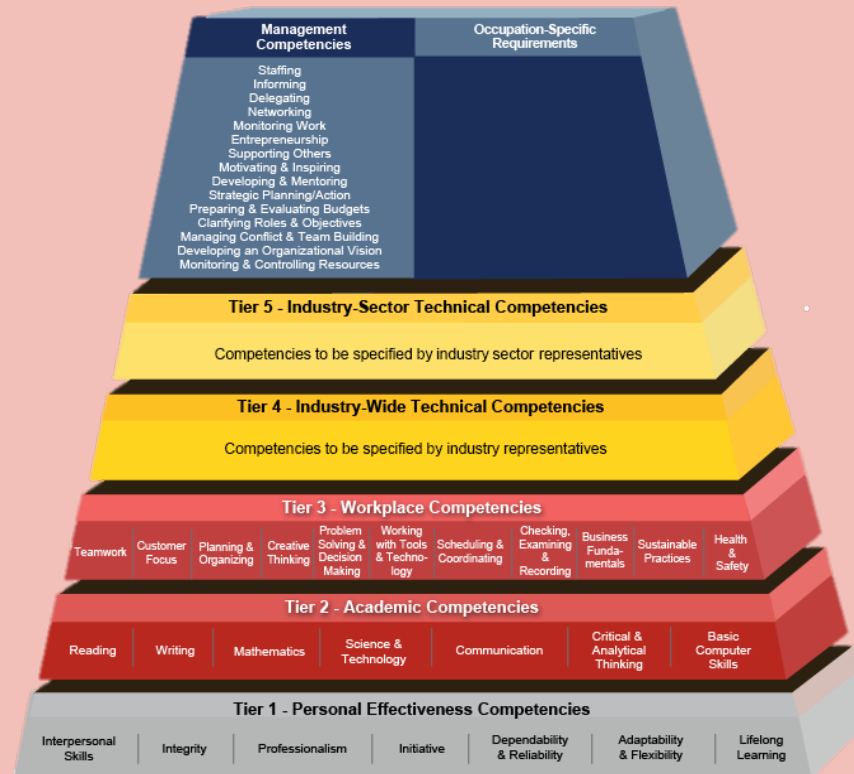 Management
Competencies
Occupation-Specific
Requirements
Staffing
Informing
Delegating
Networking
Monitoring Work
Entrepreneurship
Supporting Others
Motivating & Inspiring
Developing & Mentoring
Strategic Planning/Action
Preparing & Evaluating Budgets
Clarifying Roles & Objectives
Managing Conflict & Team Building
Developing an Organizational Vision
Monitoring & Controlling Resources
Tier 5 - Industry-Sector Technical Competencies
Competencies to be specified by industry sector representatives
Tier 4 - Industry-Wide Technical Competencies
Competencies to be specified by industry representatives
Tier 3 - Workplace Competencies
Teamwork
Customer
Focus
Planning &
Organizing
Creative
Thinking
Problem
Solving &
Decision
Making
Working
with Tools
& Techno-
logy
Scheduling &
Coordinating
Checking,
Examining
&
Recording
Business
Funda-
mentals
Sustainable
Practices
Health
&
Safety
Tier 2 - Academic Competencies
Reading
Writing
Mathematics
Science &
Technology
Communication
Critical &
Analytical
Thinking
Basic
Computer
Skills
Tier 1 - Personal Effectiveness Competencies
Interpersonal
Skills
Integrity
Professionalism
Initiative
Dependability
& Reliability
Adaptability
& Flexibility
Lifelong
Learning